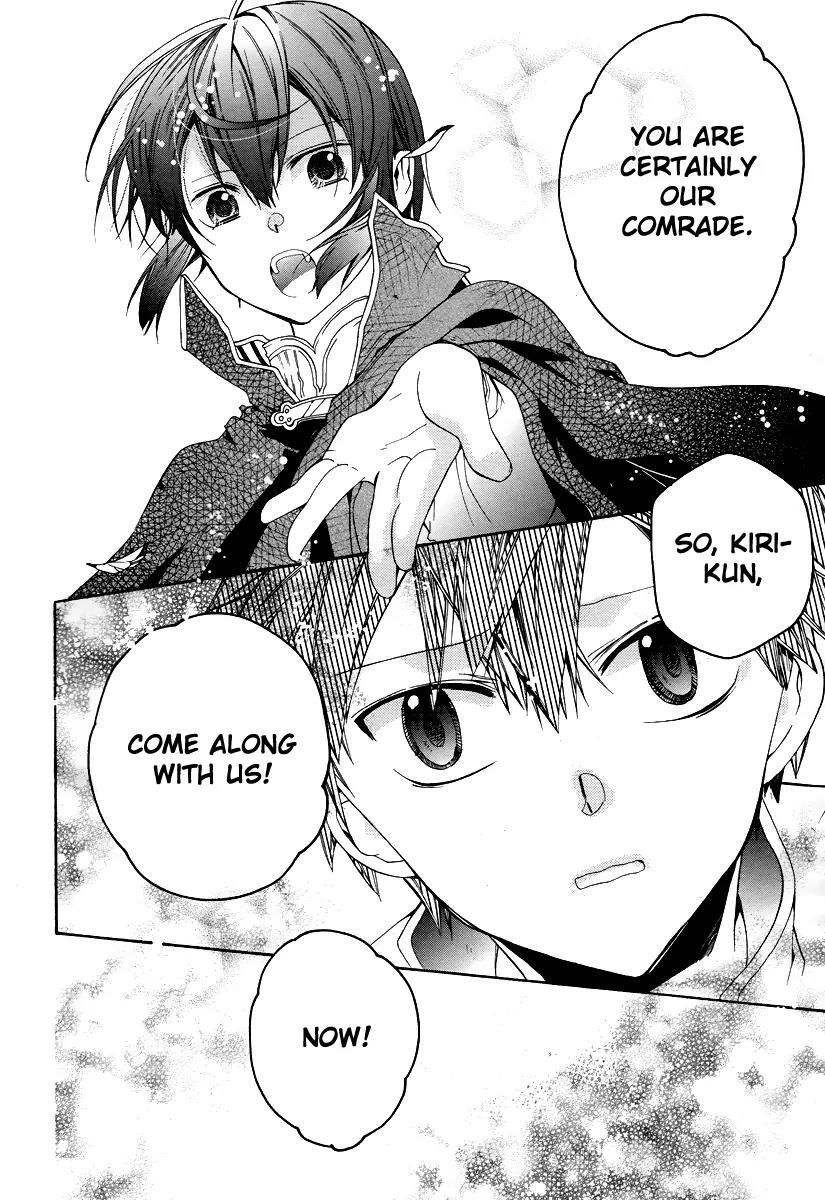 YOU ARE
CERTAINLY
OUR
COMRADE.
SO, KIRI-
KUN,
COME ALONG
WITH US!
NOW!